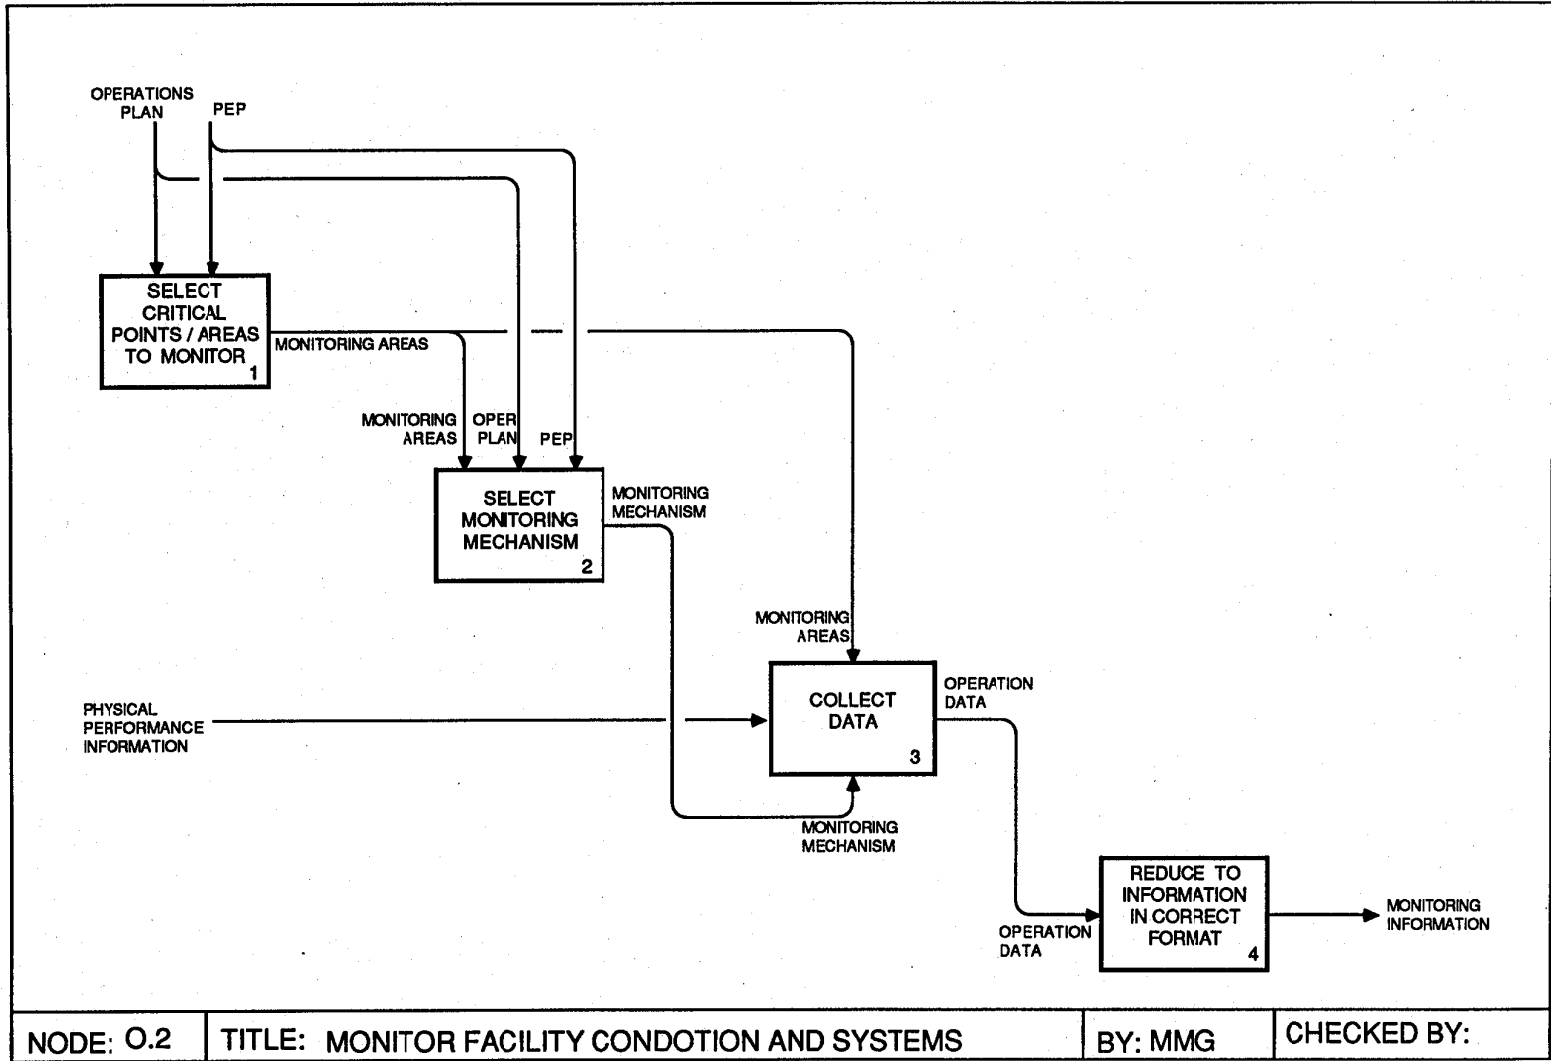 OPERATIONS
PLAN
PEP
SELECT
CRITICAL
POINTS / AREAS
TO MONITOR
1
MONITORING AREAS
MONITORING
AREAS
OPER
PLAN
PEP
SELECT
MONITORING
MECHANISM
2
MONITORING
MECHANISM
MONITORING
AREAS
PHYSICAL
PERFORMANCE
INFORMATION
COLLECT
DATA
3
OPERATION
DATA
MONITORING
MECHANISM
OPERATION
DATA
REDUCE TO
INFORMATION
IN CORRECT
FORMAT
4
MONITORING
INFORMATION
NODE: O.2
TITLE: MONITOR FACILITY CONDOTION AND SYSTEMS
BY: MMG
CHECKED BY: